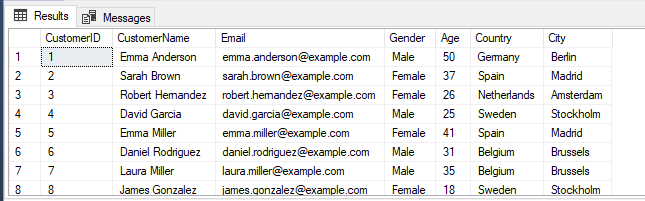 Results Messages
CustomerID CustomerName Email Gender Age Country City
1 1 Emma Anderson emma.anderson@example.com Male 50 Germany Berlin
2 2 Sarah Brown sarah.brown@example.com Female 37 Spain Madrid
3 3 Robert Hernandez robert.hernandez@example.com Female 26 Netherlands Amsterdam
4 4 David Garcia david.garcia@example.com Male 25 Sweden Stockholm
5 5 Emma Miller emma.miller@example.com Female 41 Spain Madrid
6 6 Daniel Rodriguez daniel.rodriguez@example.com Male 31 Belgium Brussels
7 7 Laura Miller laura.miller@example.com Male 35 Belgium Brussels
8 8 James Gonzalez james.gonzalez@example.com Female 18 Sweden Stockholm